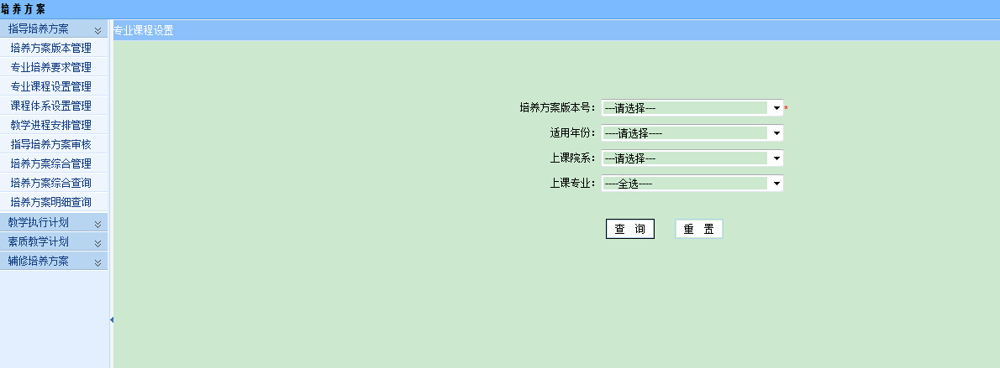 培养方案
指导培养方案
培养方案版本管理
专业培养要求管理
专业课程设置管理
课程体系设置管理
教学进程安排管理
指导培养方案审核
培养方案综合管理
培养方案综合查询
培养方案明细查询
教学执行计划
素质教学计划
辅修培养方案
专业课程设置
培养方案版本号： ---请选择--- *
适用年份： ----请选择----
上课院系： ---请选择---
上课专业： ----全选----
查 询 重 置